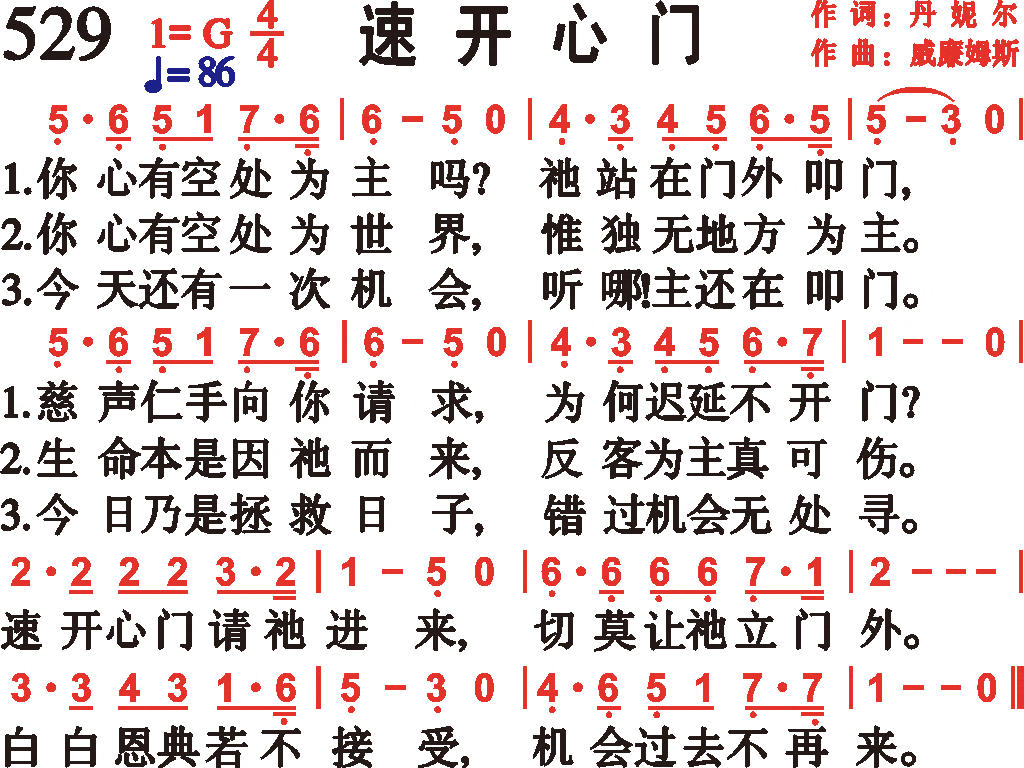 529 1=G 4/4 速开心门 作词：丹妮尔
♩=86 作曲：威廉姆斯
5·6 5 1 7·6 | 6 - 5 0 | 4·3 4 5 6·5 | 5 - 3 0 |
1.你心有空处为主吗？祂站在门外叩门，
2.你心有空处为世界，惟独无地方为主。
3.今天还有一次机会，听哪！主还在叩门。
5·6 5 1 7·6 | 6 - 5 0 | 4·3 4 5 6·7 | 1 - - 0 |
1.慈声仁手向你请求，为何迟延不开门？
2.生命本是因祂而来，反客为主真可伤。
3.今日乃是拯救日子，错过机会无处寻。
2·2 2 2 3·2 | 1 - 5 0 | 6·6 6 6 7·1 | 2 - - - |
速开心门请祂进来，切莫让祂立门外。
3·3 4 3 1·6 | 5 - 3 0 | 4·6 5 1 7·7 | 1 - - 0 ‖
白白恩典若不接受，机会过去不再来。